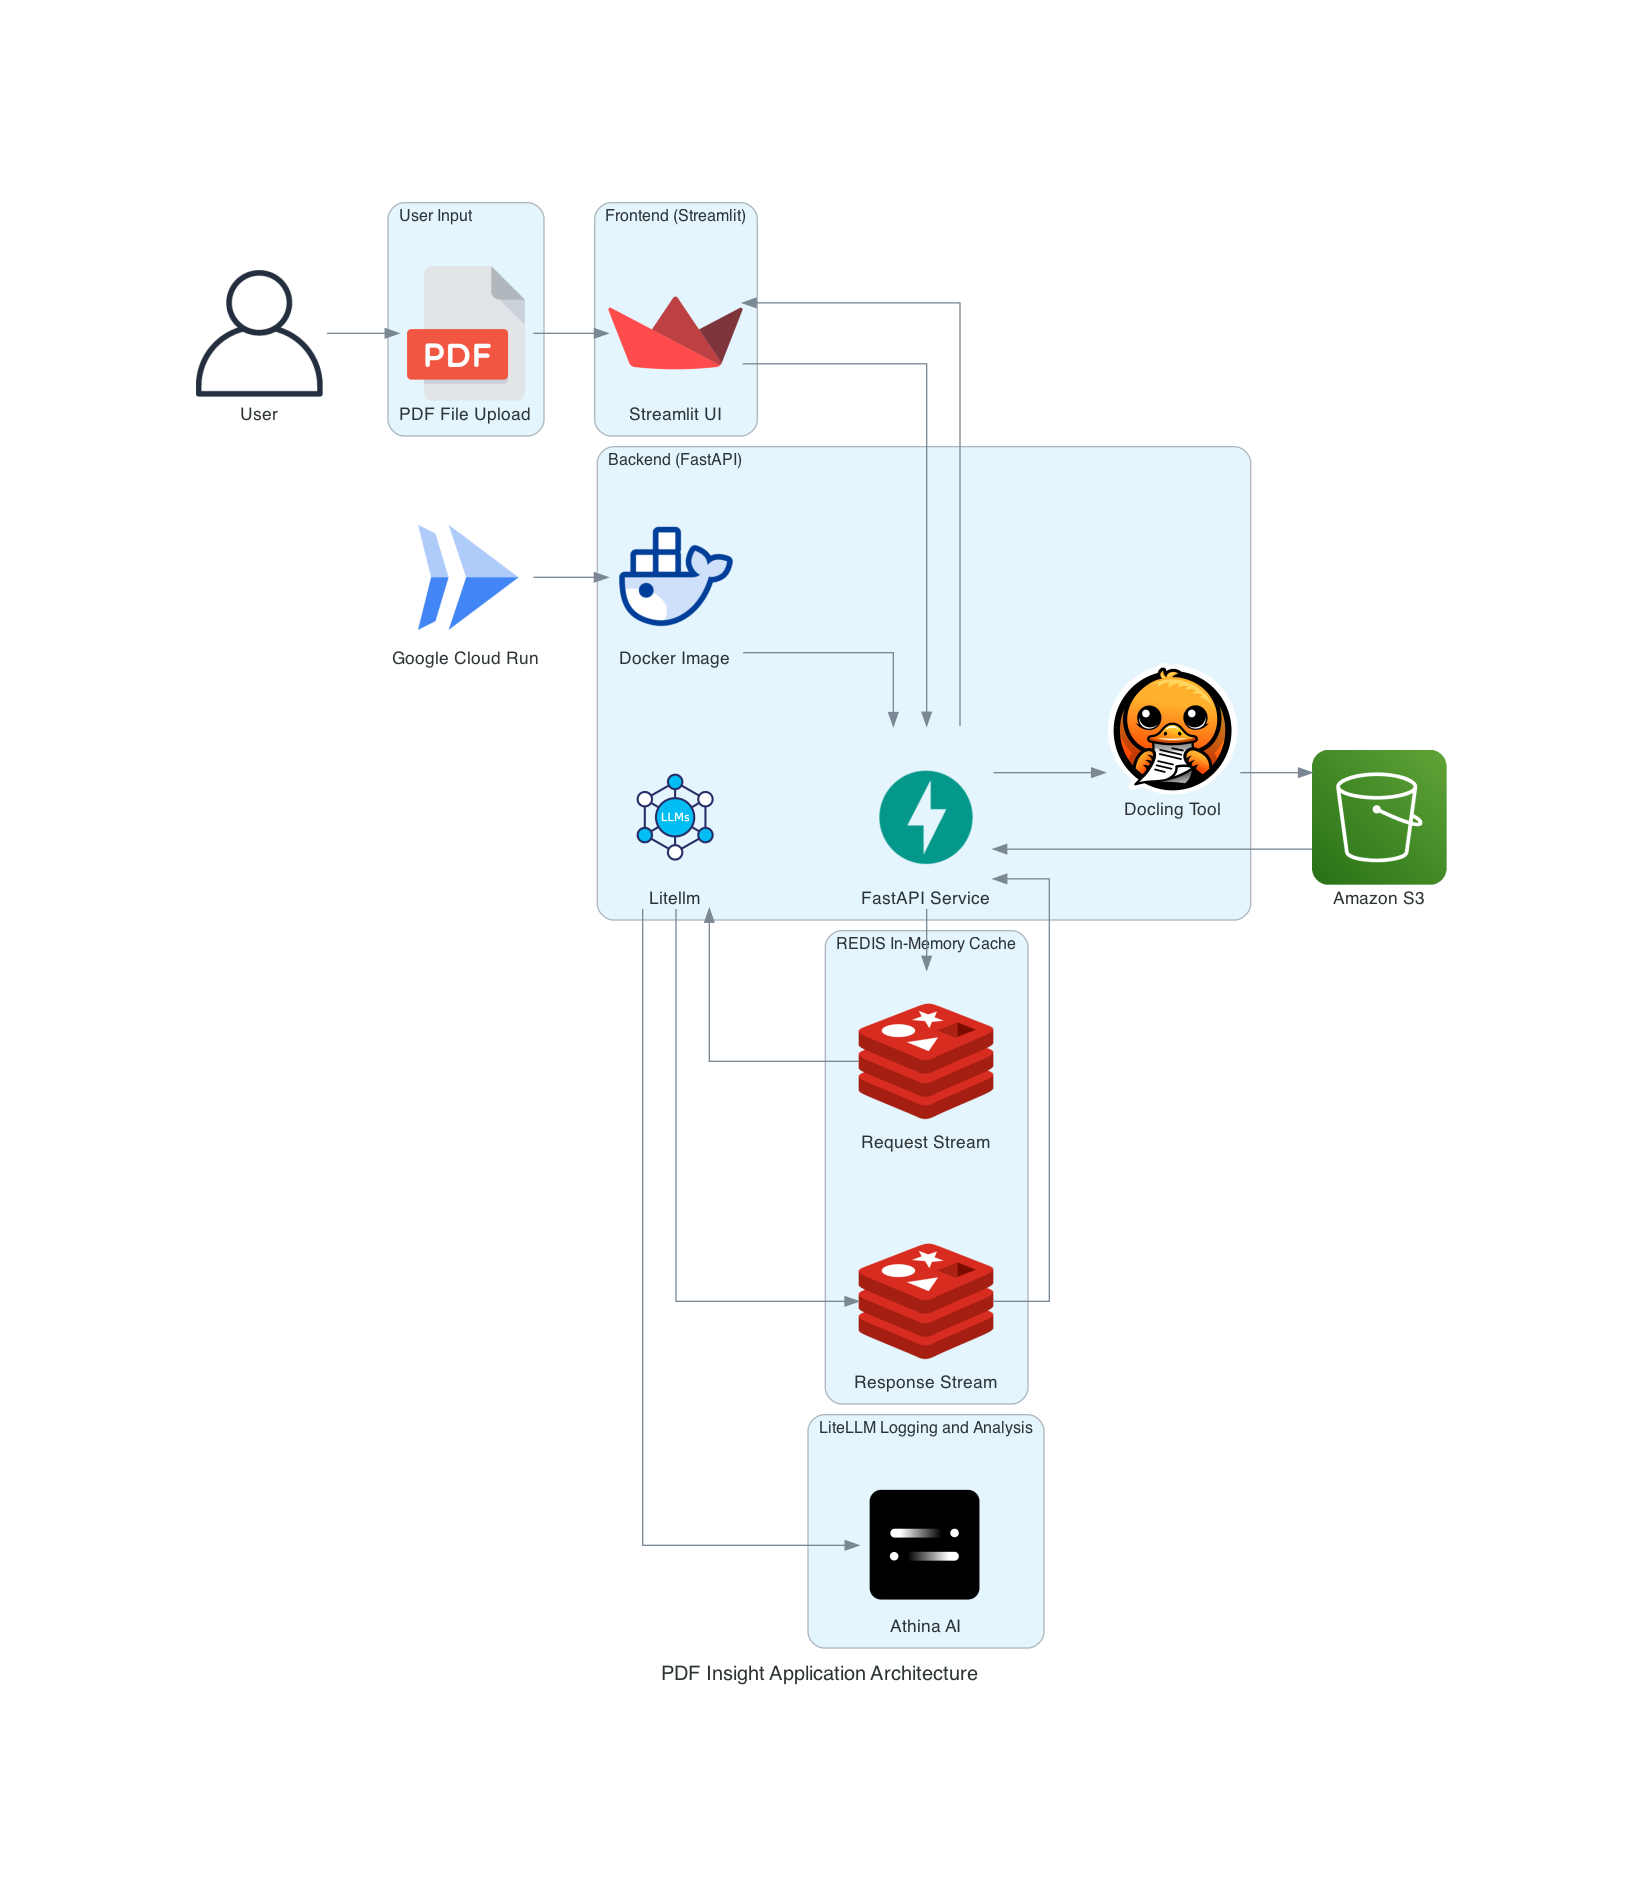 User Input
Frontend (Streamlit)
PDF
User
PDF File Upload
Streamlit UI
Backend (FastAPI)
Google Cloud Run
Docker Image
LLMs
Docling Tool
Litellm
FastAPI Service
Amazon S3
REDIS In-Memory Cache
Request Stream
Response Stream
LiteLLM Logging and Analysis
Athina AI
PDF Insight Application Architecture